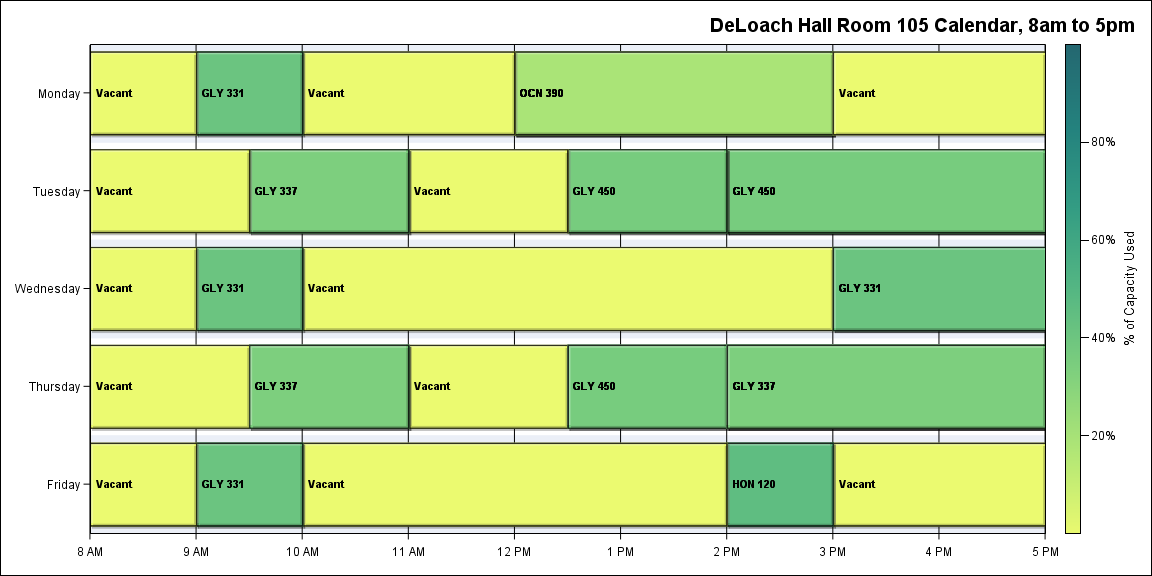 DeLoach Hall Room 105 Calendar, 8am to 5pm
Monday
Vacant
GLY 331
Vacant
OCN 390
Vacant
Tuesday
Vacant
GLY 337
Vacant
GLY 450
GLY 450
Wednesday
Vacant
GLY 331
Vacant
GLY 331
Thursday
Vacant
GLY 337
Vacant
GLY 450
GLY 337
Friday
Vacant
GLY 331
Vacant
HON 120
Vacant
8 AM
9 AM
10 AM
11 AM
12 PM
1 PM
2 PM
3 PM
4 PM
5 PM
80%
60%
40%
20%
% of Capacity Used